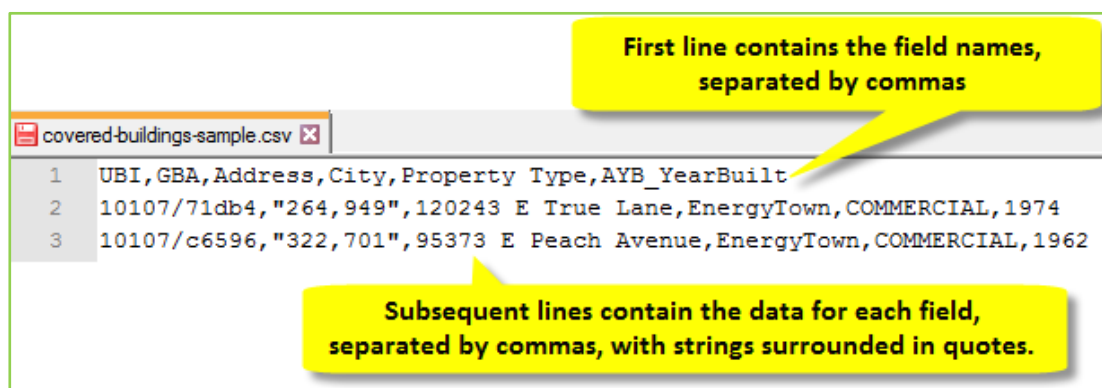 First line contains the field names,
separated by commas
covered-buildings-sample.csv
1 UBI,GBA,Address,City,Property Type,AYB_YearBuilt
2 10107/71db4,"264,949",120243 E True Lane,EnergyTown,COMMERCIAL,1974
3 10107/c6596,"322,701",95373 E Peach Avenue,EnergyTown,COMMERCIAL,1962
Subsequent lines contain the data for each field,
separated by commas, with strings surrounded in quotes.